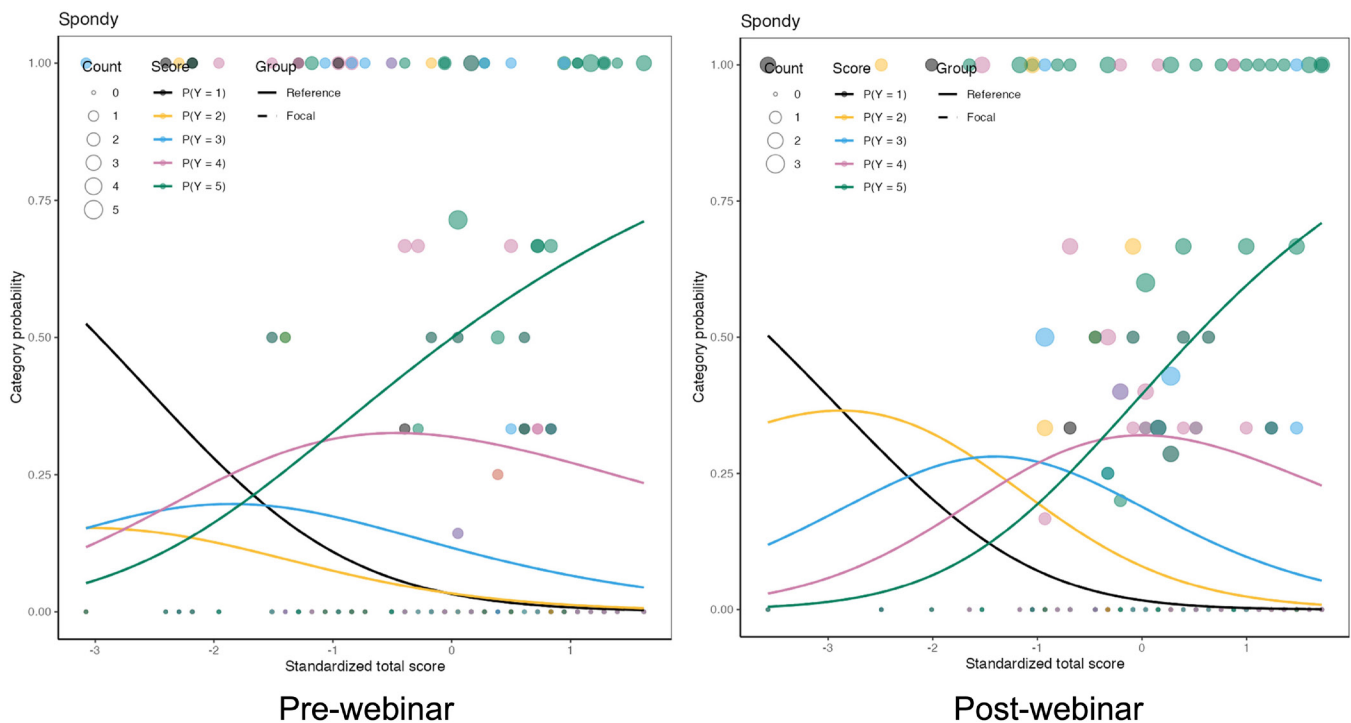 Spondy
Count
Score
Group
0
P(Y = 1)
Reference
1
P(Y = 2)
Focal
2
P(Y = 3)
3
P(Y = 4)
4
P(Y = 5)
5
1.00
0.75
0.50
0.25
0.00
Category probability
-3
-2
-1
0
1
Standardized total score
Pre-webinar
Spondy
Count
Score
Group
0
P(Y = 1)
Reference
1
P(Y = 2)
Focal
2
P(Y = 3)
3
P(Y = 4)
P(Y = 5)
1.00
0.75
0.50
0.25
0.00
Category probability
-3
-2
-1
0
1
Standardized total score
Post-webinar